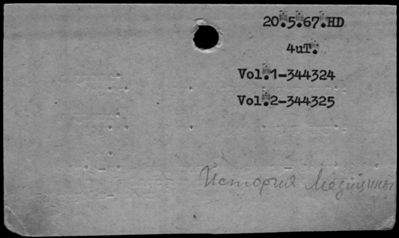 20.5.67.HD
4uT.
Vol.1-344324
Vol.2-344325
История Медицины